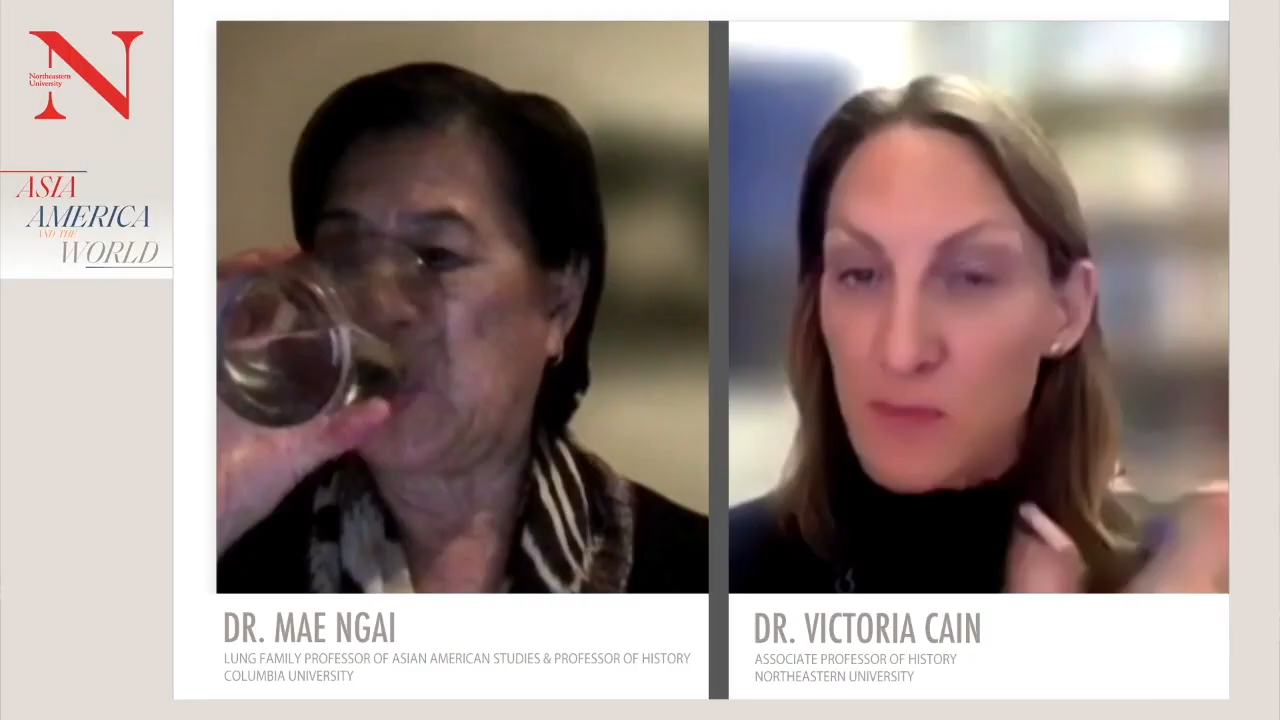 N
Northeastern
University
ASIA
AMERICA
AND THE
WORLD
DR. MAE NGAI
LUNG FAMILY PROFESSOR OF ASIAN AMERICAN STUDIES & PROFESSOR OF HISTORY
COLUMBIA UNIVERSITY
DR. VICTORIA CAIN
ASSOCIATE PROFESSOR OF HISTORY
NORTHEASTERN UNIVERSITY